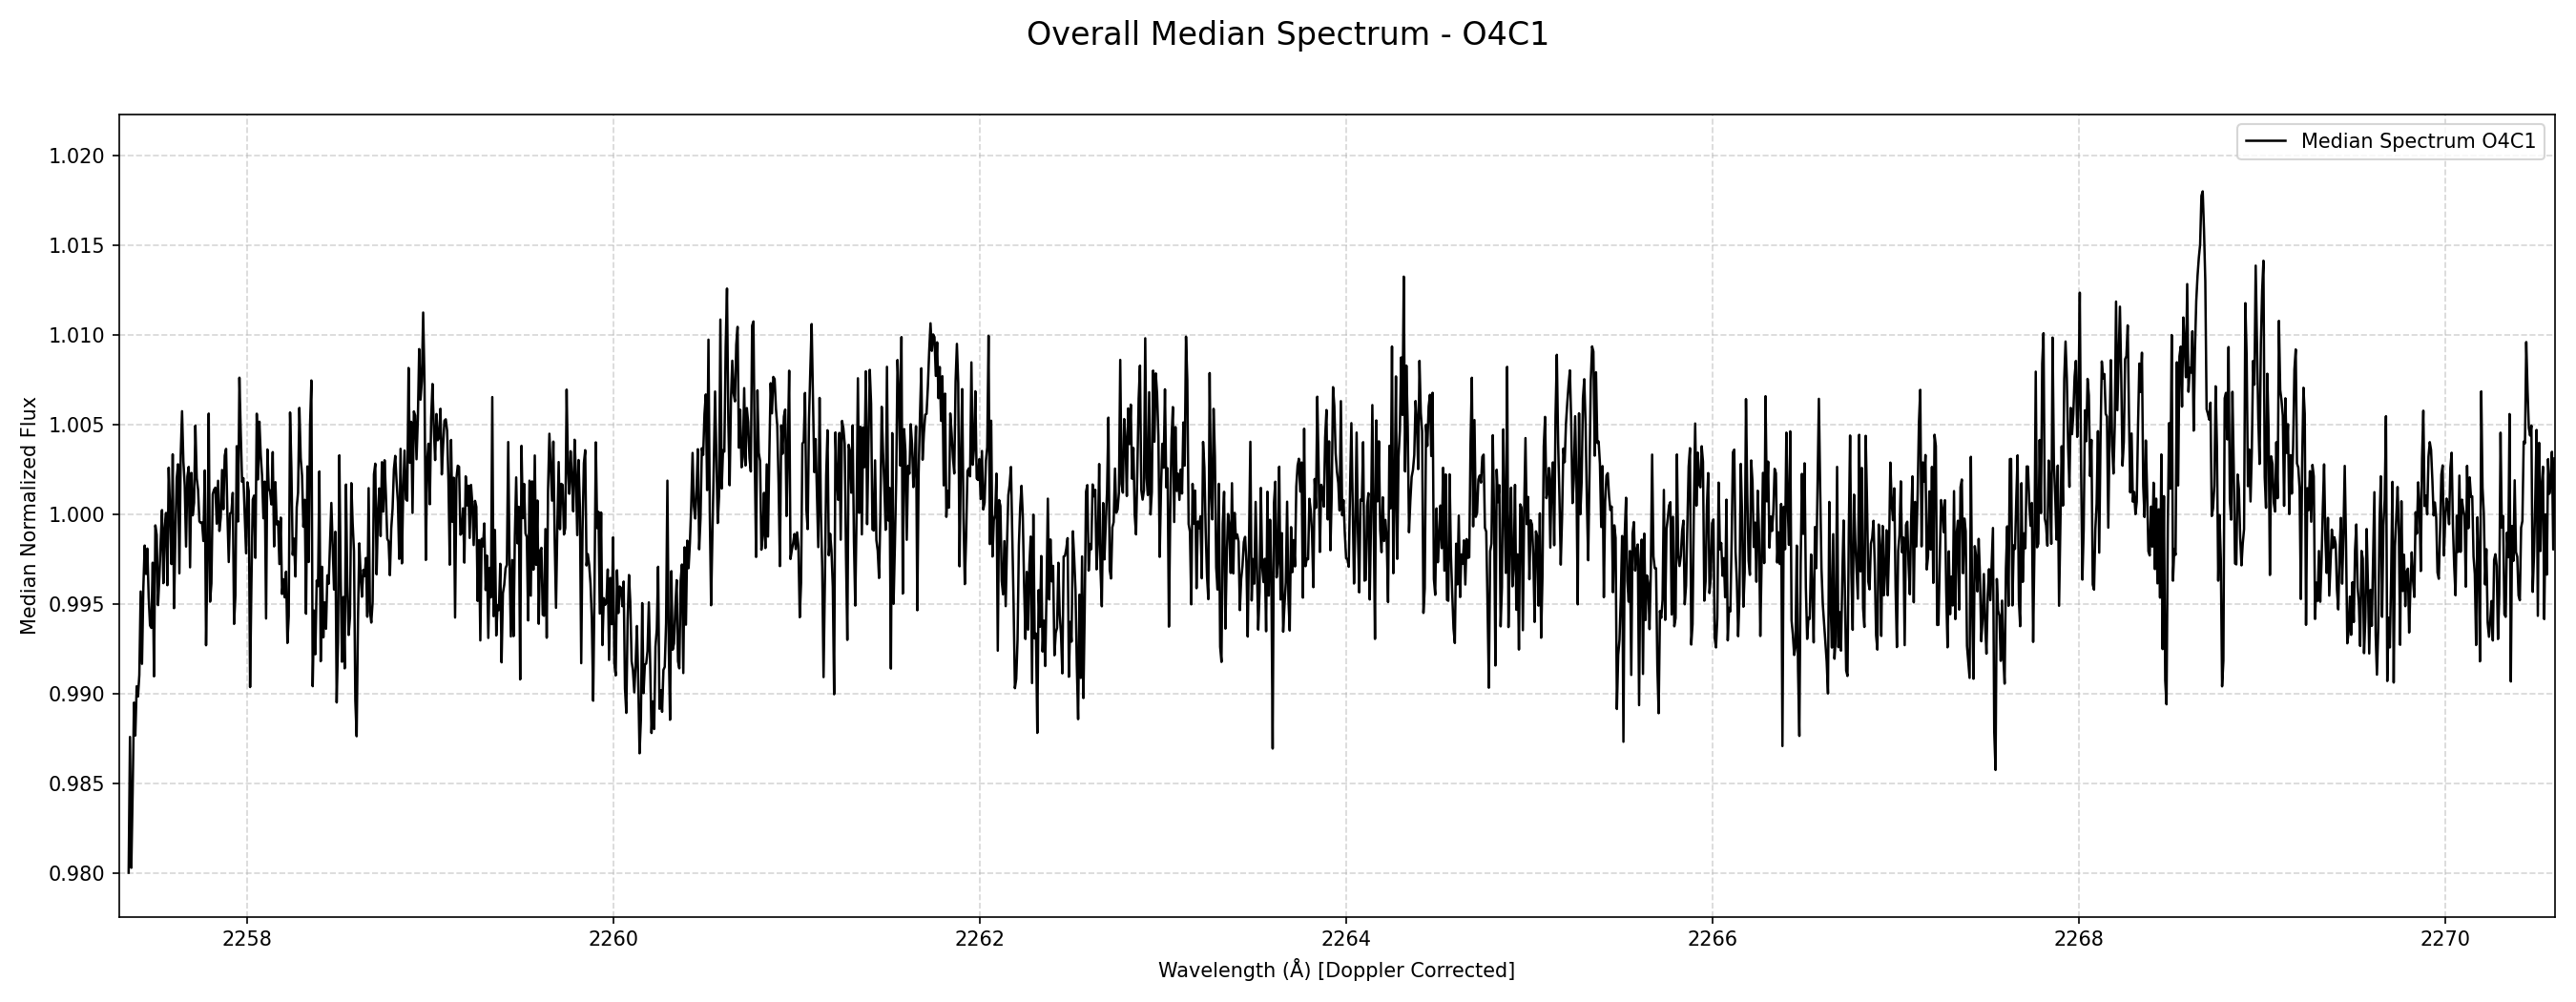 Overall Median Spectrum - O4C1
Median Spectrum O4C1
Median Normalized Flux
1.020
1.015
1.010
1.005
1.000
0.995
0.990
0.985
0.980
2258 2260 2262 2264 2266 2268 2270
Wavelength (Å) [Doppler Corrected]